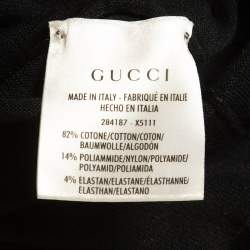 GUCCI
MADE IN ITALY - FABRIQUÉ EN ITALIE
HECHO EN ITALIA
284187 - X5111
82% COTONE/COTTON/COTON/
BAUMWOLLE/ALGODON
14% POLIAMMIDE/NYLON/POLYAMIDE/
POLYAMID/POLIAMIDA
4% ELASTAN/ELASTANE/ÉLASTHANNE/
ELASTHAN/ELASTANO